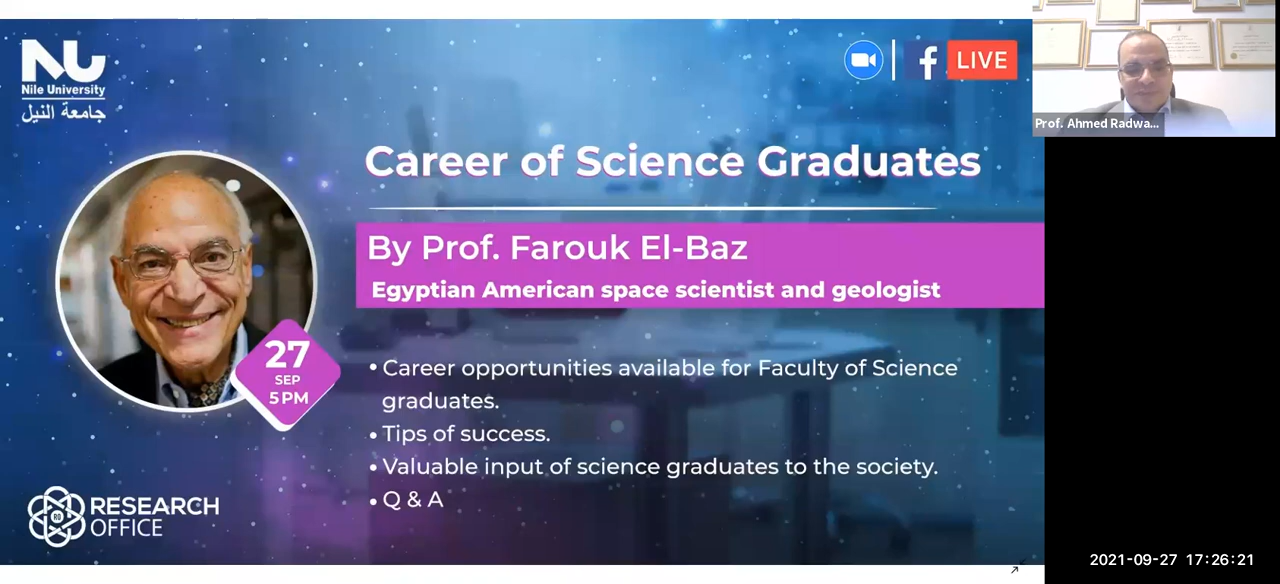 NU
Nile University
جامعة النيل
f LIVE
Prof. Ahmed Radwa...
Career of Science Graduates
By Prof. Farouk El-Baz
Egyptian American space scientist and geologist
27
SEP
5 PM
• Career opportunities available for Faculty of Science
graduates.
• Tips of success.
• Valuable input of science graduates to the society.
• Q & A
RESEARCH
OFFICE
2021-09-27 17:26:21